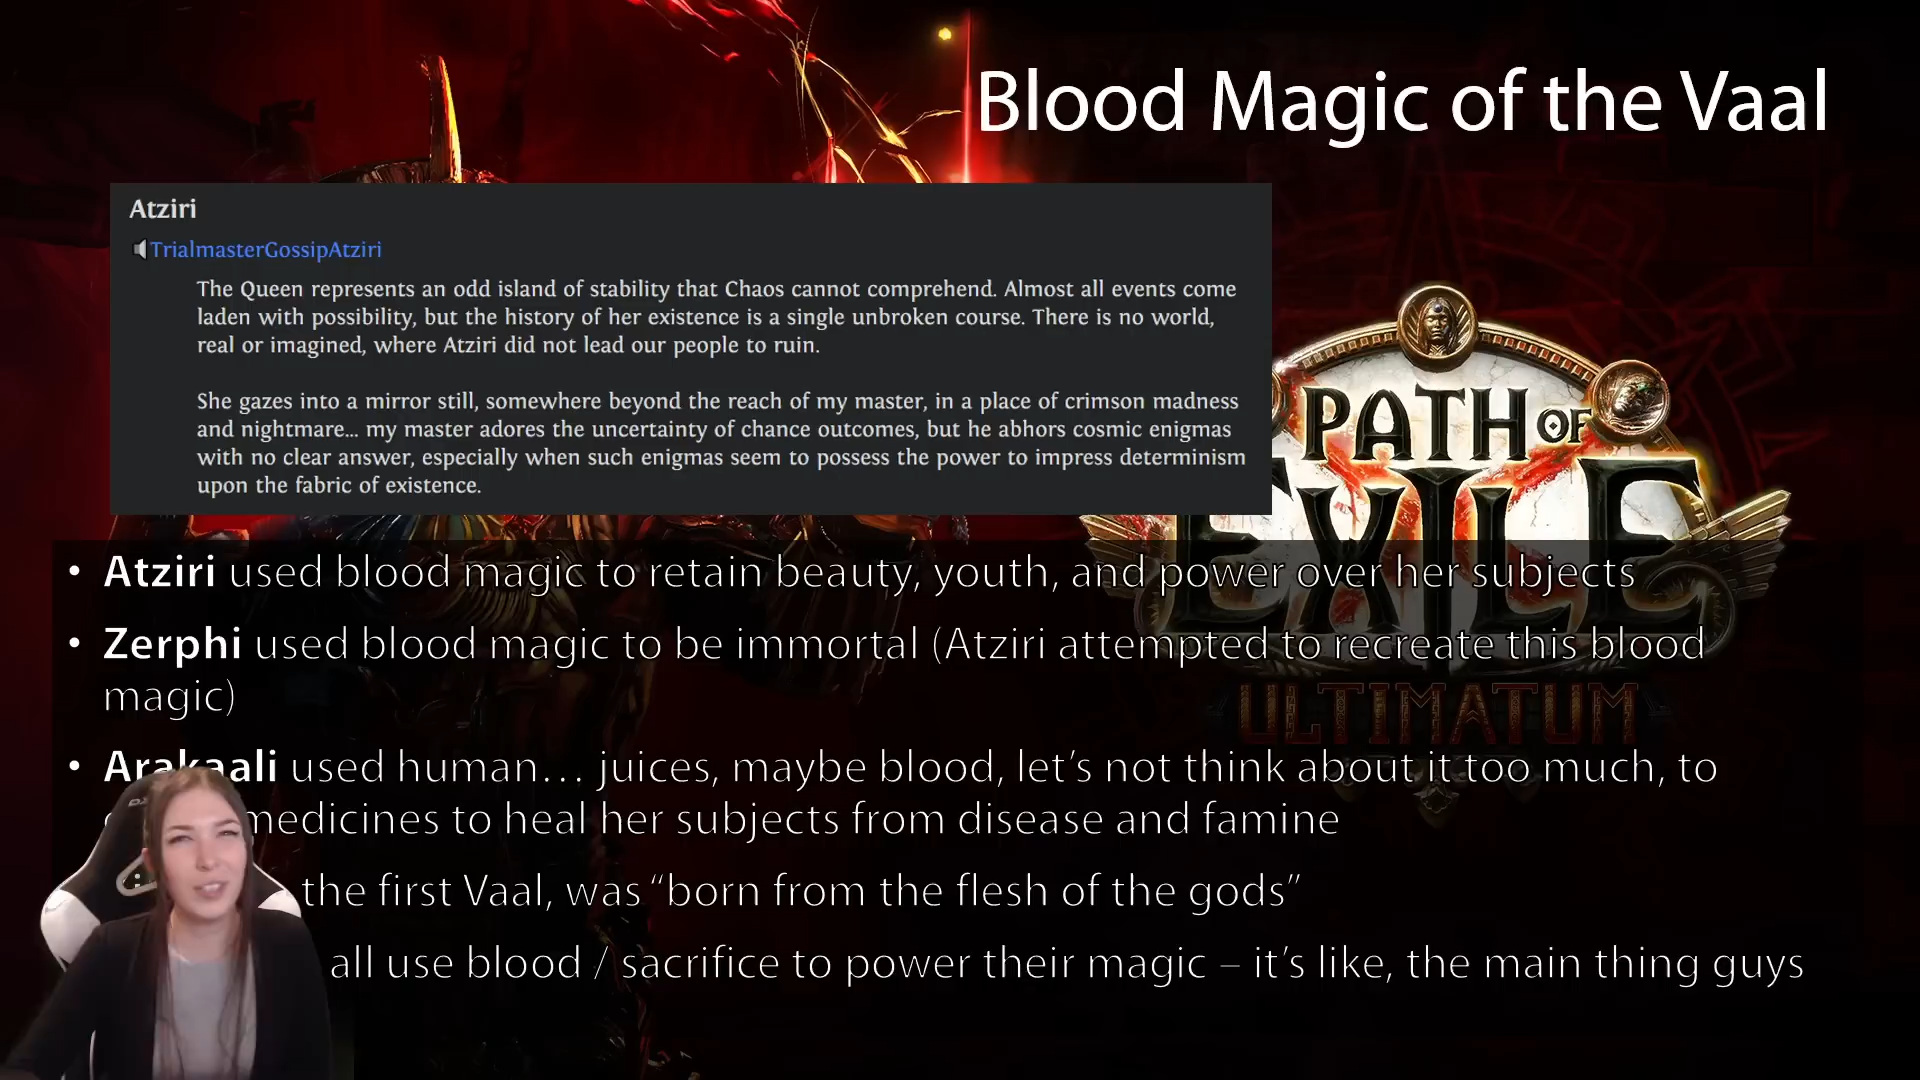 Blood Magic of the Vaal
Atziri
TrialmasterGossipAtziri
The Queen represents an odd island of stability that Chaos cannot comprehend. Almost all events come
laden with possibility, but the history of her existence is a single unbroken course. There is no world,
real or imagined, where Atziri did not lead our people to ruin.
She gazes into a mirror still, somewhere beyond the reach of my master, in a place of crimson madness
and nightmare... my master adores the uncertainty of chance outcomes, but he abhors cosmic enigmas
with no clear answer, especially when such enigmas seem to possess the power to impress determinism
upon the fabric of existence.
PATH OF
EXILE
ULTIMATUM
• Atziri used blood magic to retain beauty, youth, and power over her subjects
• Zerphi used blood magic to be immortal (Atziri attempted to recreate this blood
magic)
• Arakaali used human… juices, maybe blood, let’s not think about it too much, to
medicines to heal her subjects from disease and famine
the first Vaal, was “born from the flesh of the gods”
all use blood / sacrifice to power their magic – it’s like, the main thing guys